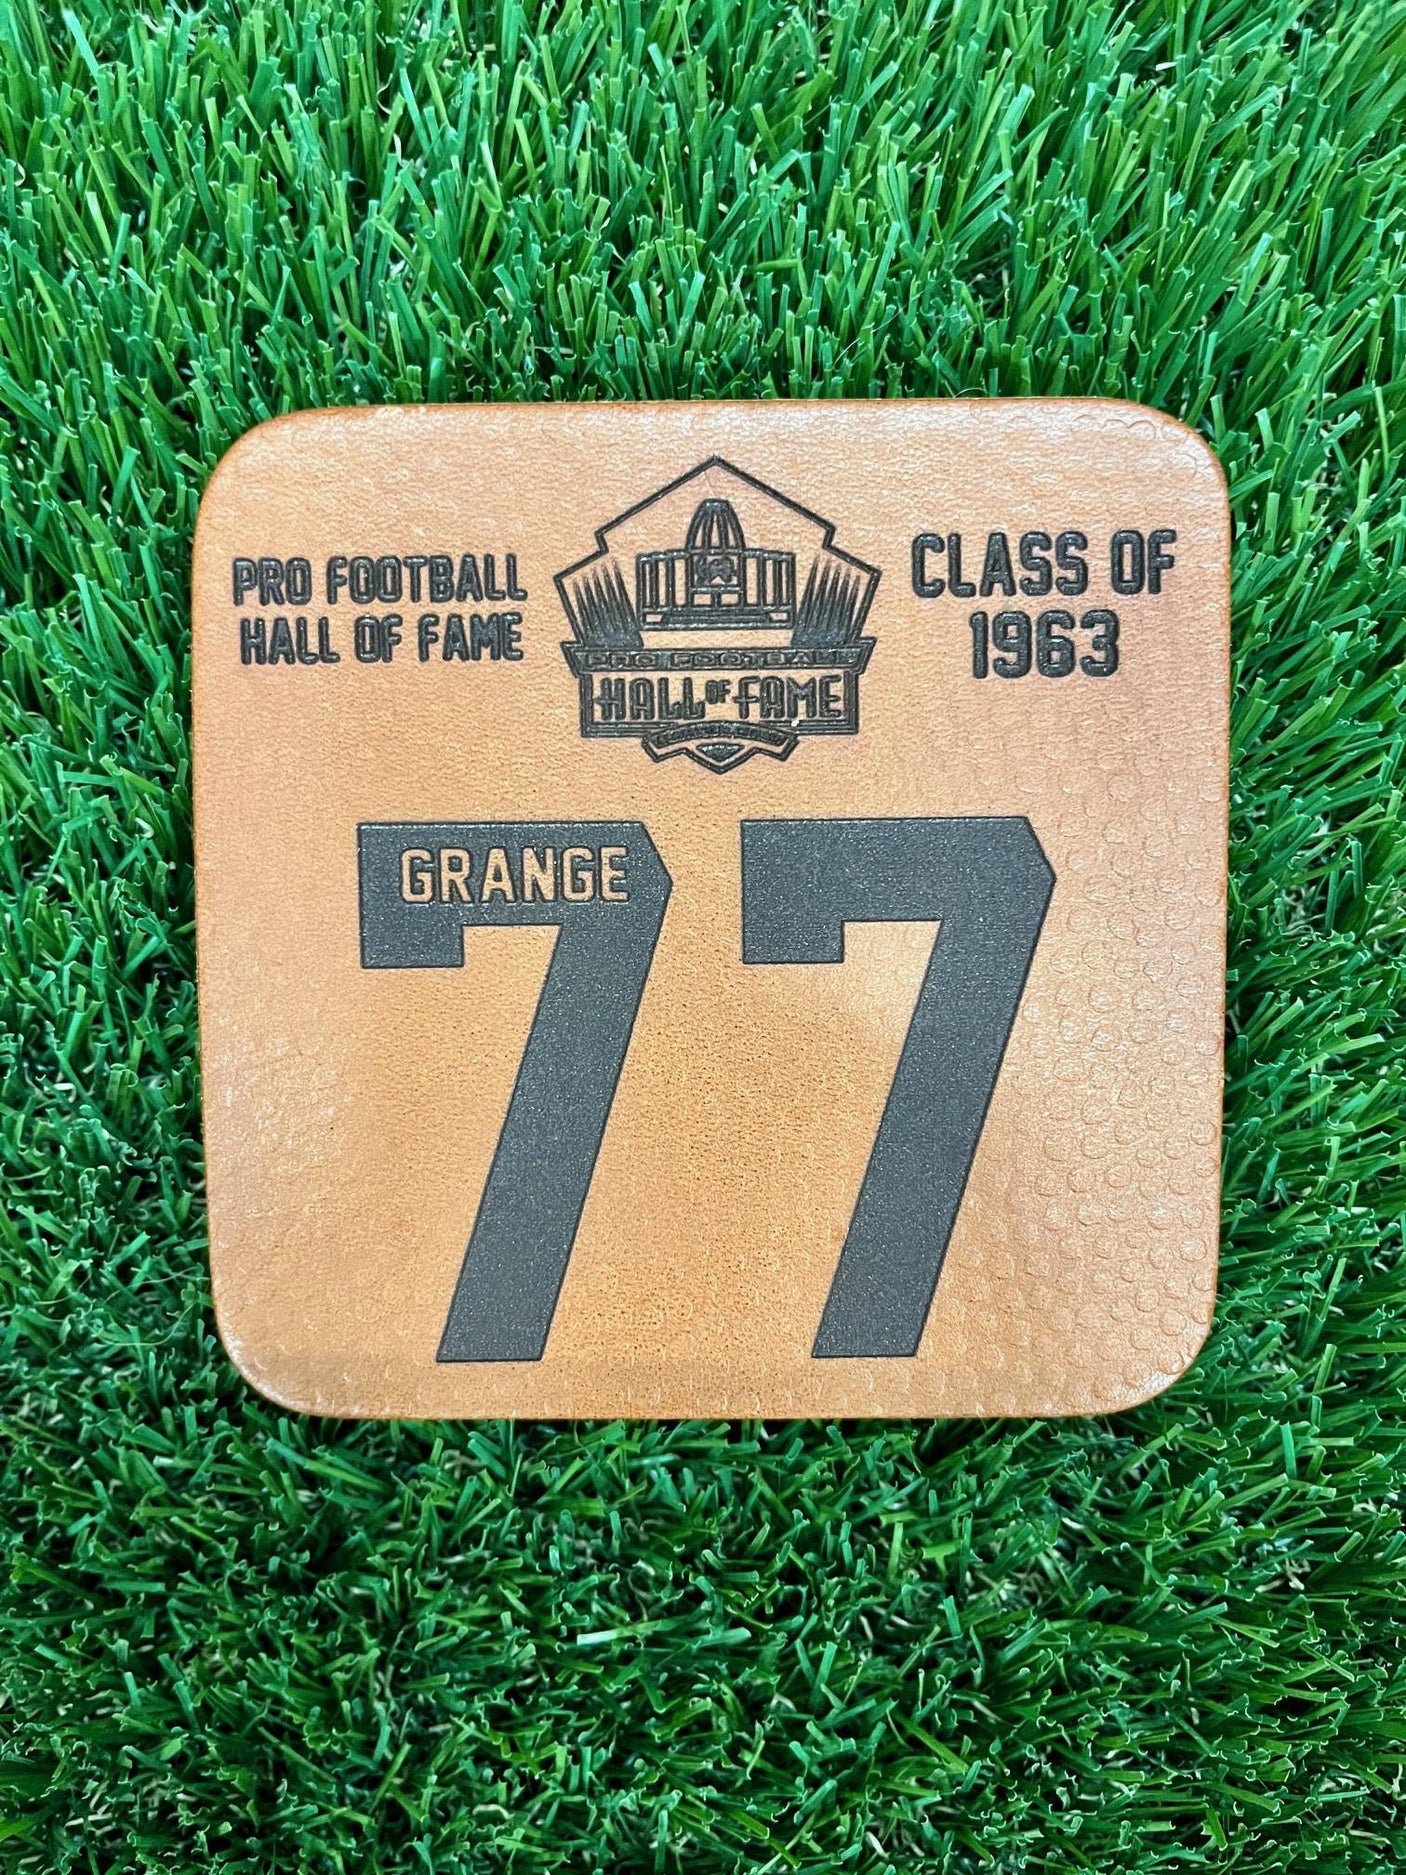 PRO FOOTBALL
HALL OF FAME
PRO FOOTBALL
HALL OF FAME
CLASS OF
1963
GRANGE
77